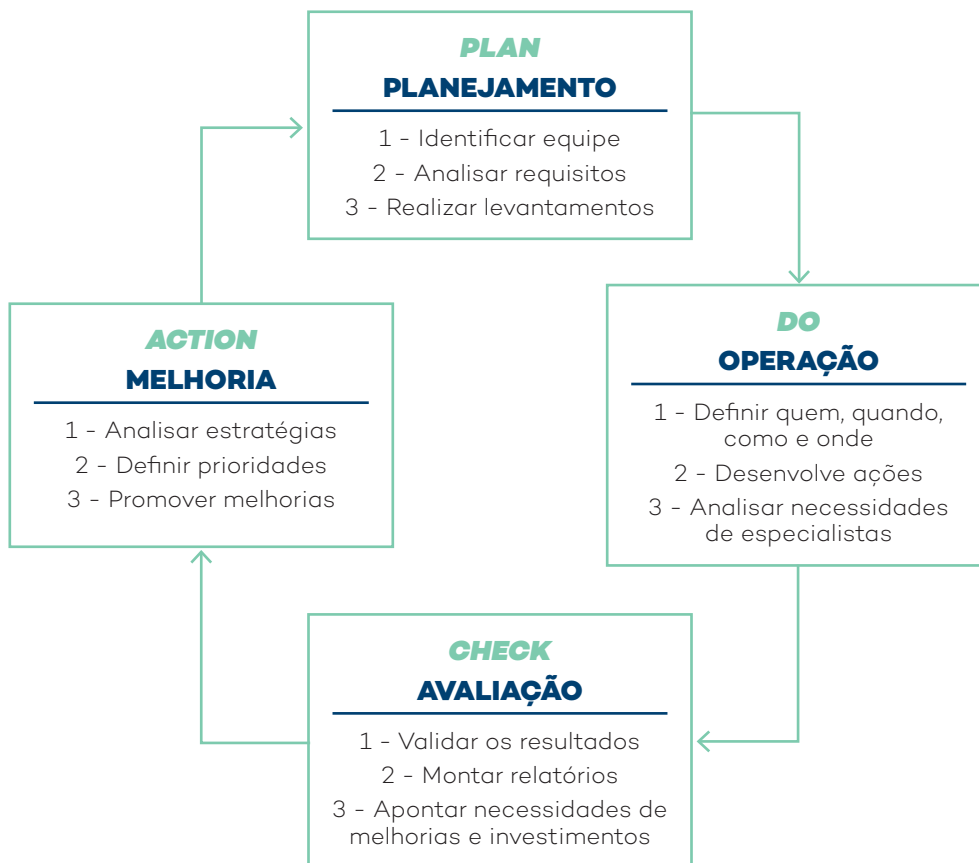 PLAN
PLANEJAMENTO
1 - Identificar equipe
2 - Analisar requisitos
3 - Realizar levantamentos
ACTION
MELHORIA
1 - Analisar estratégias
2 - Definir prioridades
3 - Promover melhorias
DO
OPERAÇÃO
1 - Definir quem, quando,
como e onde
2 - Desenvolve ações
3 - Analisar necessidades
de especialistas
CHECK
AVALIAÇÃO
1 - Validar os resultados
2 - Montar relatórios
3 - Apontar necessidades de
melhorias e investimentos